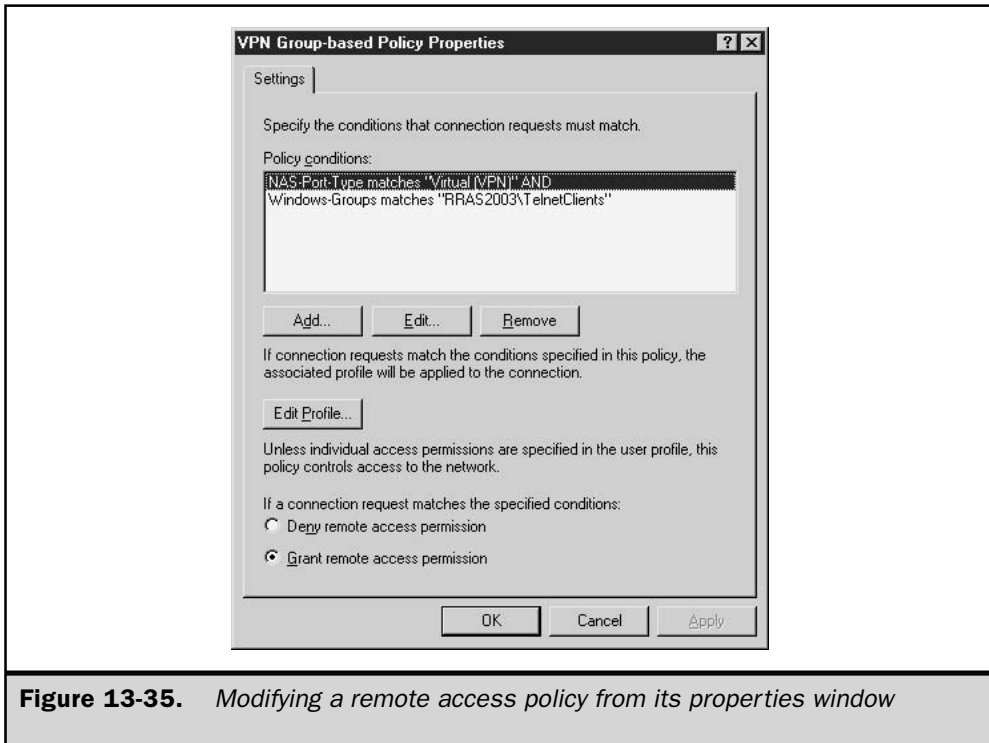 VPN Group-based Policy Properties
? X
Settings
Specify the conditions that connection requests must match.
Policy conditions:
NAS-Port-Type matches "Virtual (VPN)" AND
Windows-Groups matches "RRAS2003\TelnetClients"
Add... Edit... Remove
If connection requests match the conditions specified in this policy, the
associated profile will be applied to the connection.
Edit Profile...
Unless individual access permissions are specified in the user profile, this
policy controls access to the network.
If a connection request matches the specified conditions:
Deny remote access permission
Grant remote access permission
OK Cancel Apply
Figure 13-35. Modifying a remote access policy from its properties window